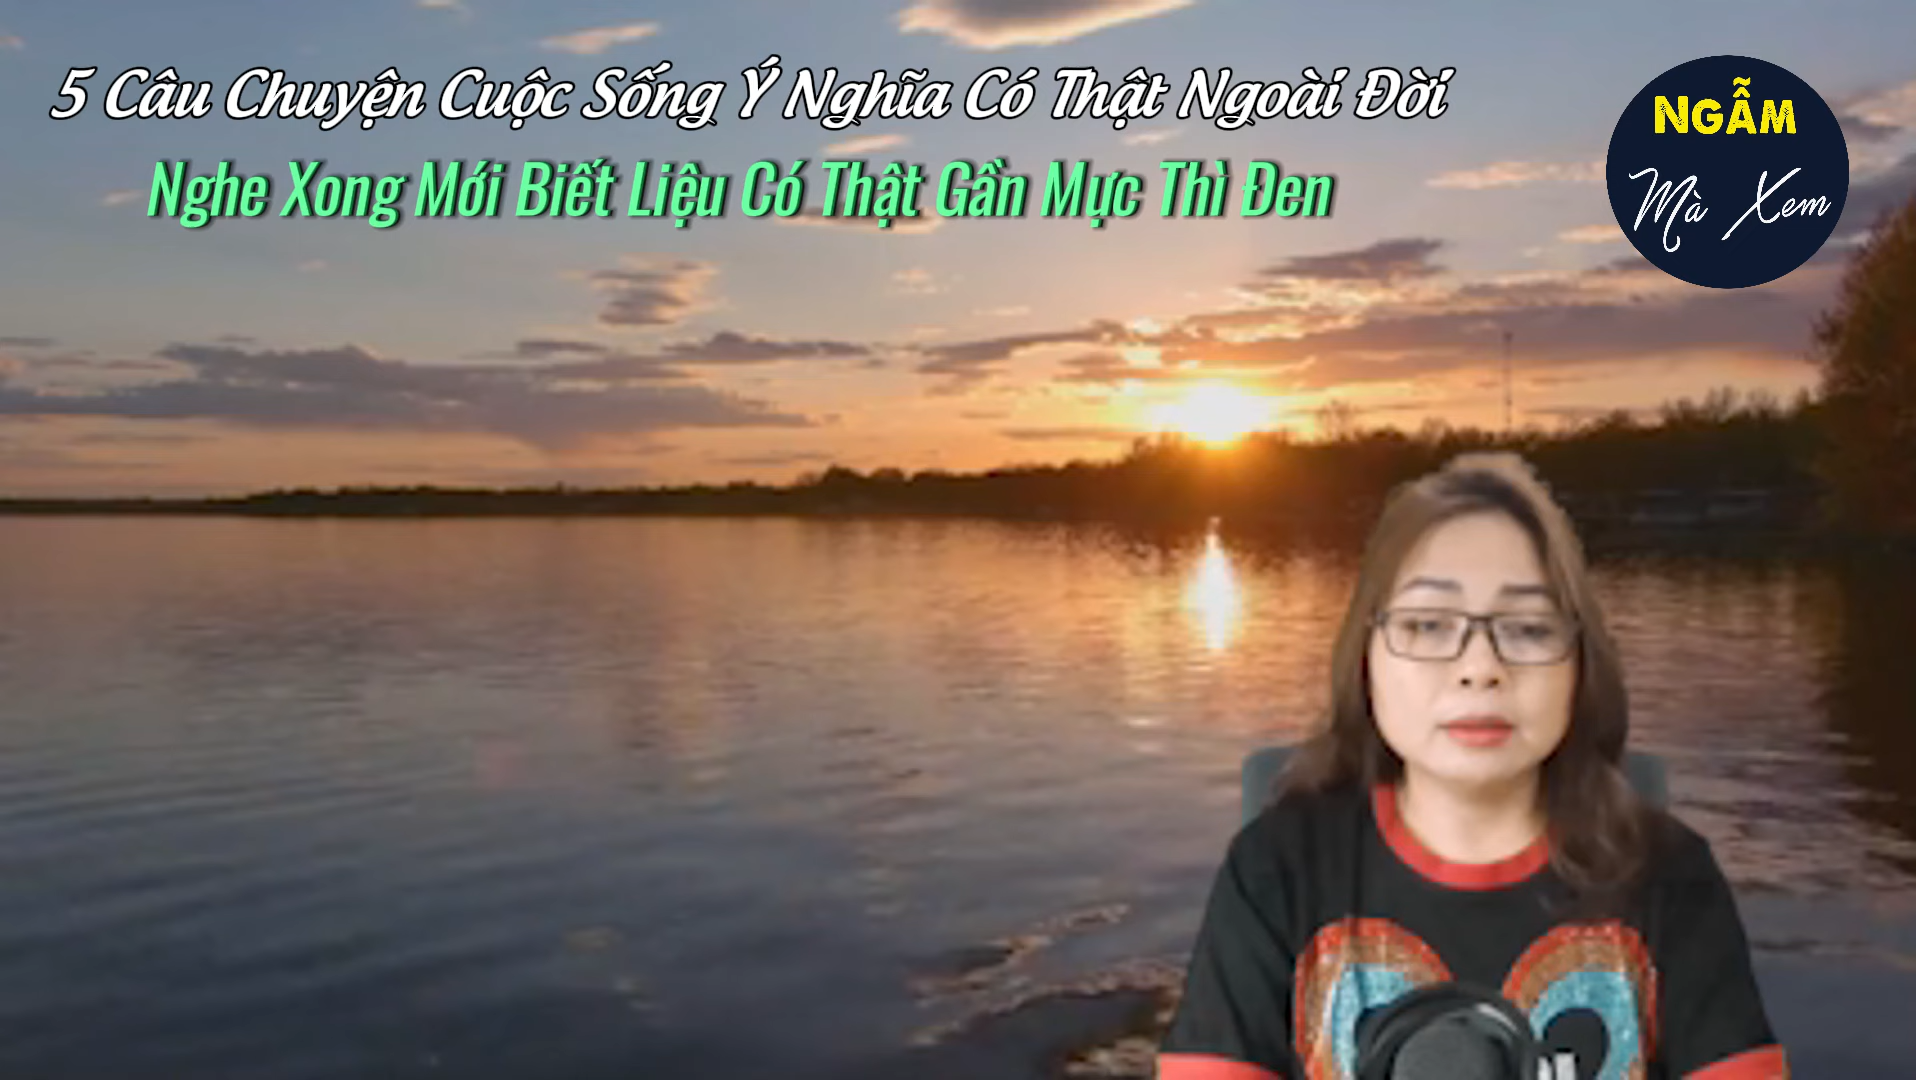 5 Câu Chuyện Cuộc Sống Ý Nghĩa Có Thật Ngoài Đời
Nghe Xong Mới Biết Liệu Có Thật Gần Mực Thì Đen
NGẪM
Mà Xem